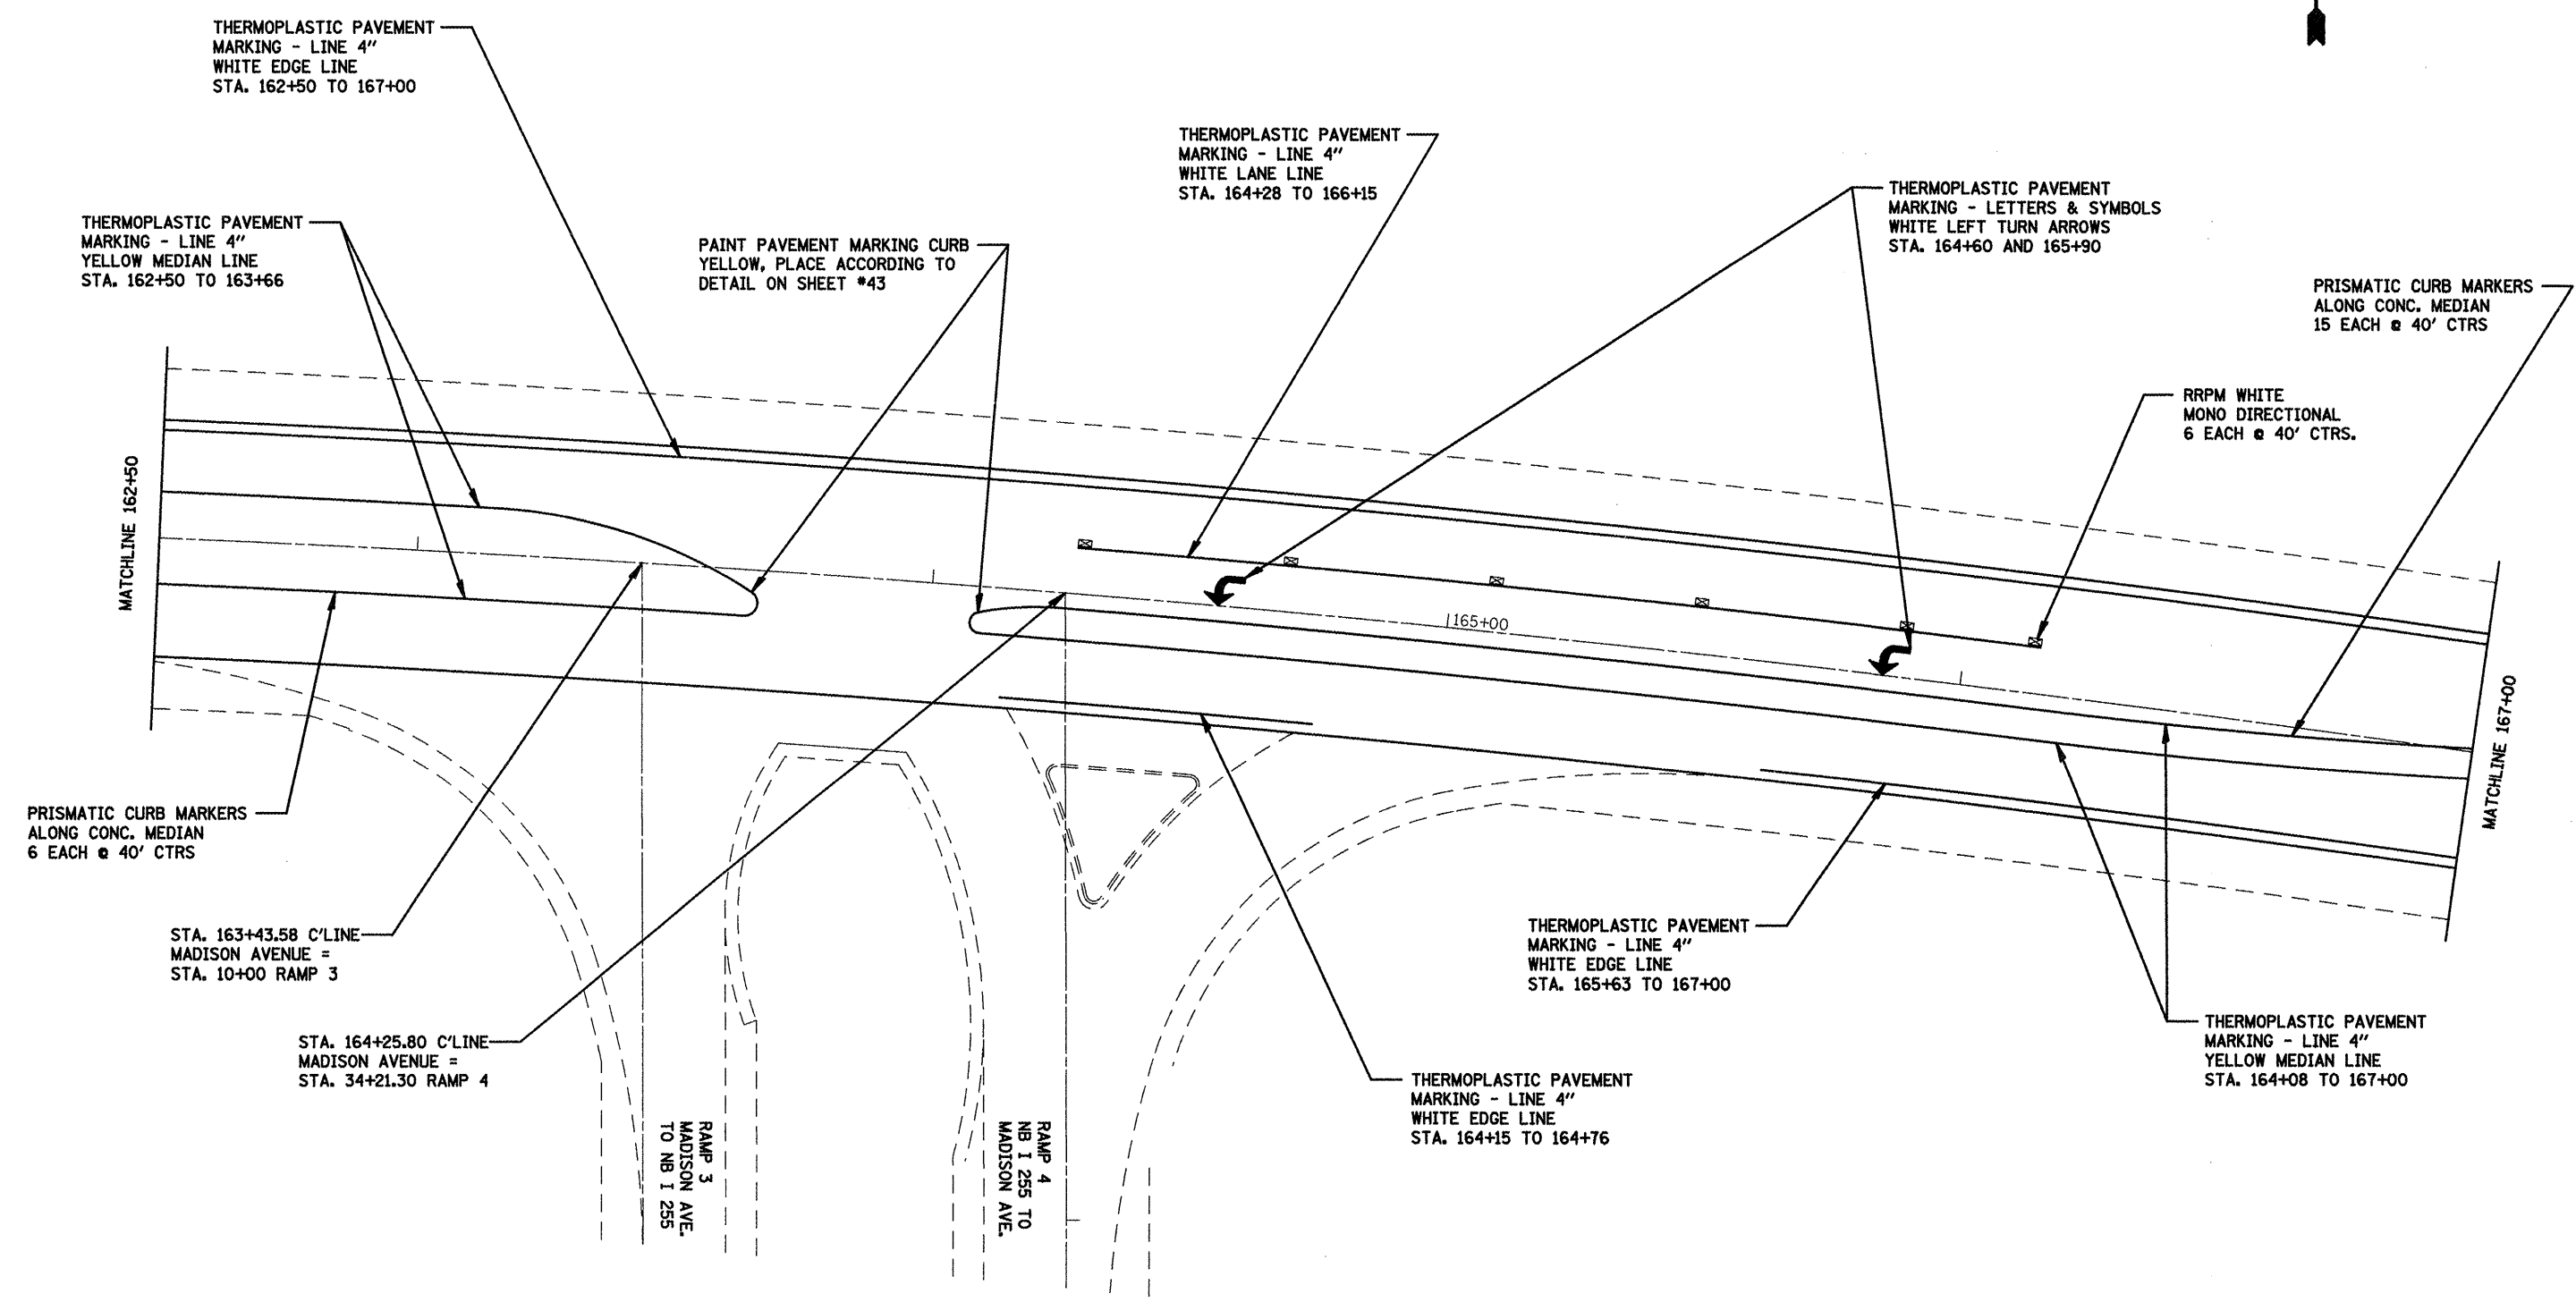 THERMOPLASTIC PAVEMENT
MARKING - LINE 4"
WHITE EDGE LINE
STA. 162+50 TO 167+00
THERMOPLASTIC PAVEMENT
MARKING - LINE 4"
WHITE LANE LINE
STA. 164+28 TO 166+15
THERMOPLASTIC PAVEMENT
MARKING - LETTERS & SYMBOLS
WHITE LEFT TURN ARROWS
STA. 164+60 AND 165+90
THERMOPLASTIC PAVEMENT
MARKING - LINE 4"
YELLOW MEDIAN LINE
STA. 162+50 TO 163+66
PAINT PAVEMENT MARKING CURB
YELLOW, PLACE ACCORDING TO
DETAIL ON SHEET #43
PRISMATIC CURB MARKERS
ALONG CONC. MEDIAN
15 EACH @ 40' CTRS
RRPM WHITE
MONO DIRECTIONAL
6 EACH @ 40' CTRS.
MATCHLINE 162+50
165+00
MATCHLINE 167+00
PRISMATIC CURB MARKERS
ALONG CONC. MEDIAN
6 EACH @ 40' CTRS
STA. 163+43.58 C'LINE
MADISON AVENUE =
STA. 10+00 RAMP 3
STA. 164+25.80 C'LINE
MADISON AVENUE =
STA. 34+21.30 RAMP 4
THERMOPLASTIC PAVEMENT
MARKING - LINE 4"
WHITE EDGE LINE
STA. 165+63 TO 167+00
THERMOPLASTIC PAVEMENT
MARKING - LINE 4"
YELLOW MEDIAN LINE
STA. 164+08 TO 167+00
THERMOPLASTIC PAVEMENT
MARKING - LINE 4"
WHITE EDGE LINE
STA. 164+15 TO 164+76
RAMP 3
MADISON AVE.
TO NB I 255
RAMP 4
NB I 255 TO
MADISON AVE.